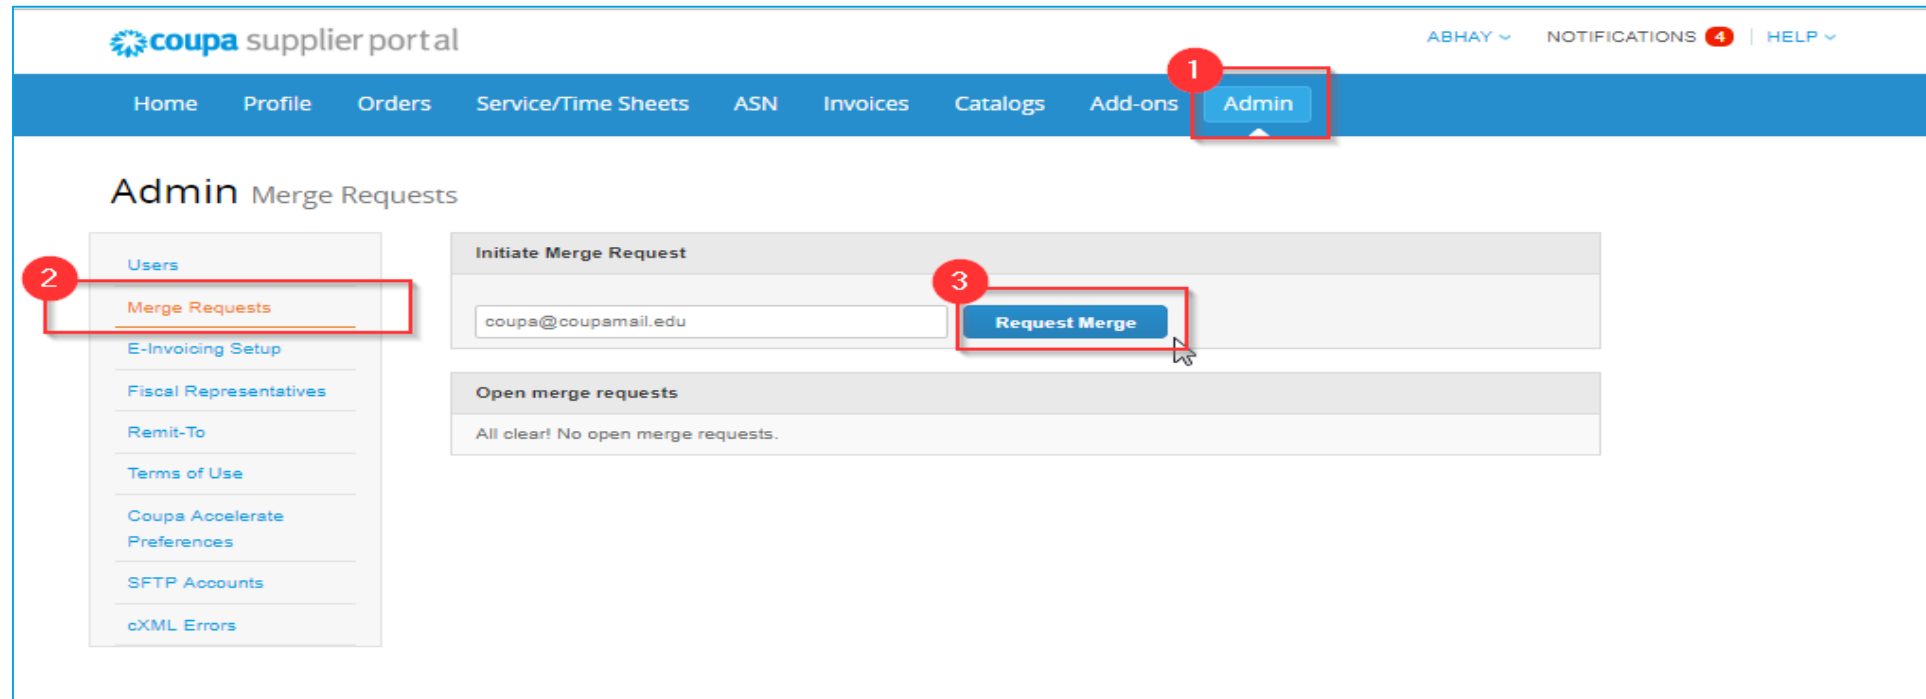 coupa supplier portal
ABHAY NOTIFICATIONS 4 HELP
1
Home Profile Orders Service/Time Sheets ASN Invoices Catalogs Add-ons Admin
Admin Merge Requests
Users
2
Merge Requests
E-Invoicing Setup
Fiscal Representatives
Remit-To
Terms of Use
Coupa Accelerate
Preferences
SFTP Accounts
cXML Errors
Initiate Merge Request
3
coupa@coupamail.edu Request Merge
Open merge requests
All clear! No open merge requests.